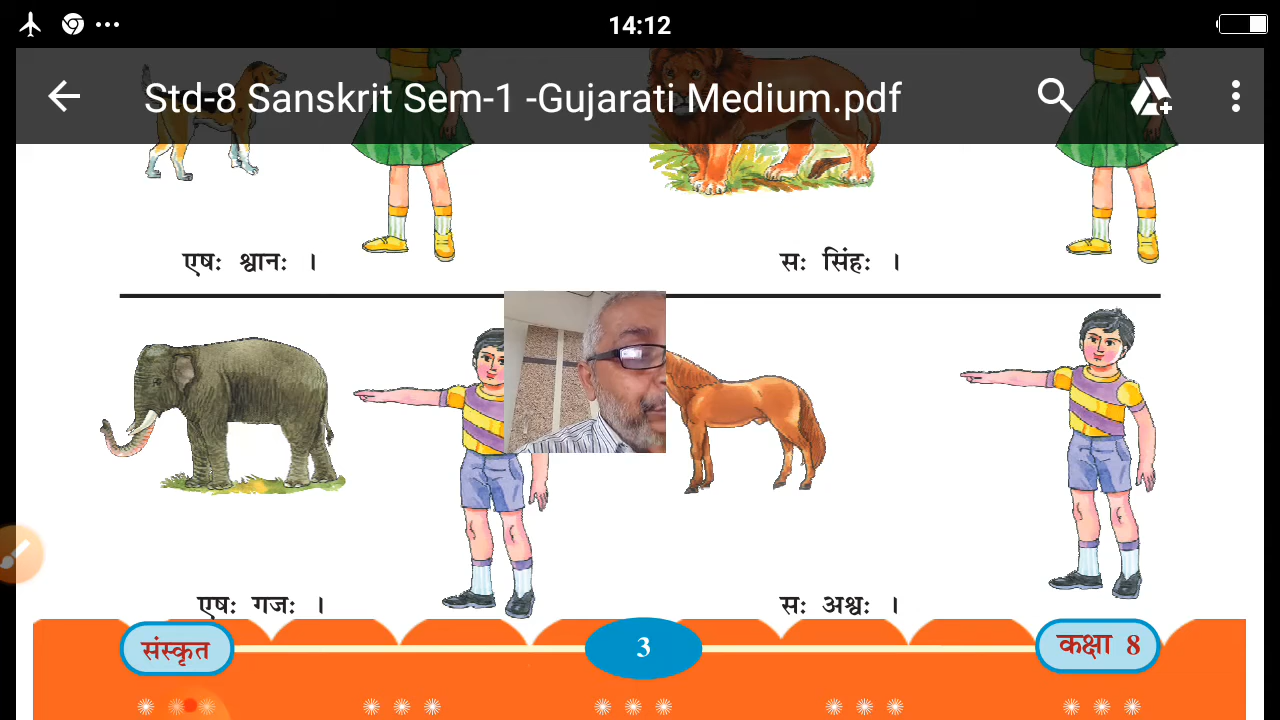 14:12
Std-8 Sanskrit Sem-1 -Gujarati Medium.pdf
एषः श्वानः ।
सः सिंहः ।
एषः गजः ।
सः अश्वः ।
संस्कृत
3
कक्षा 8